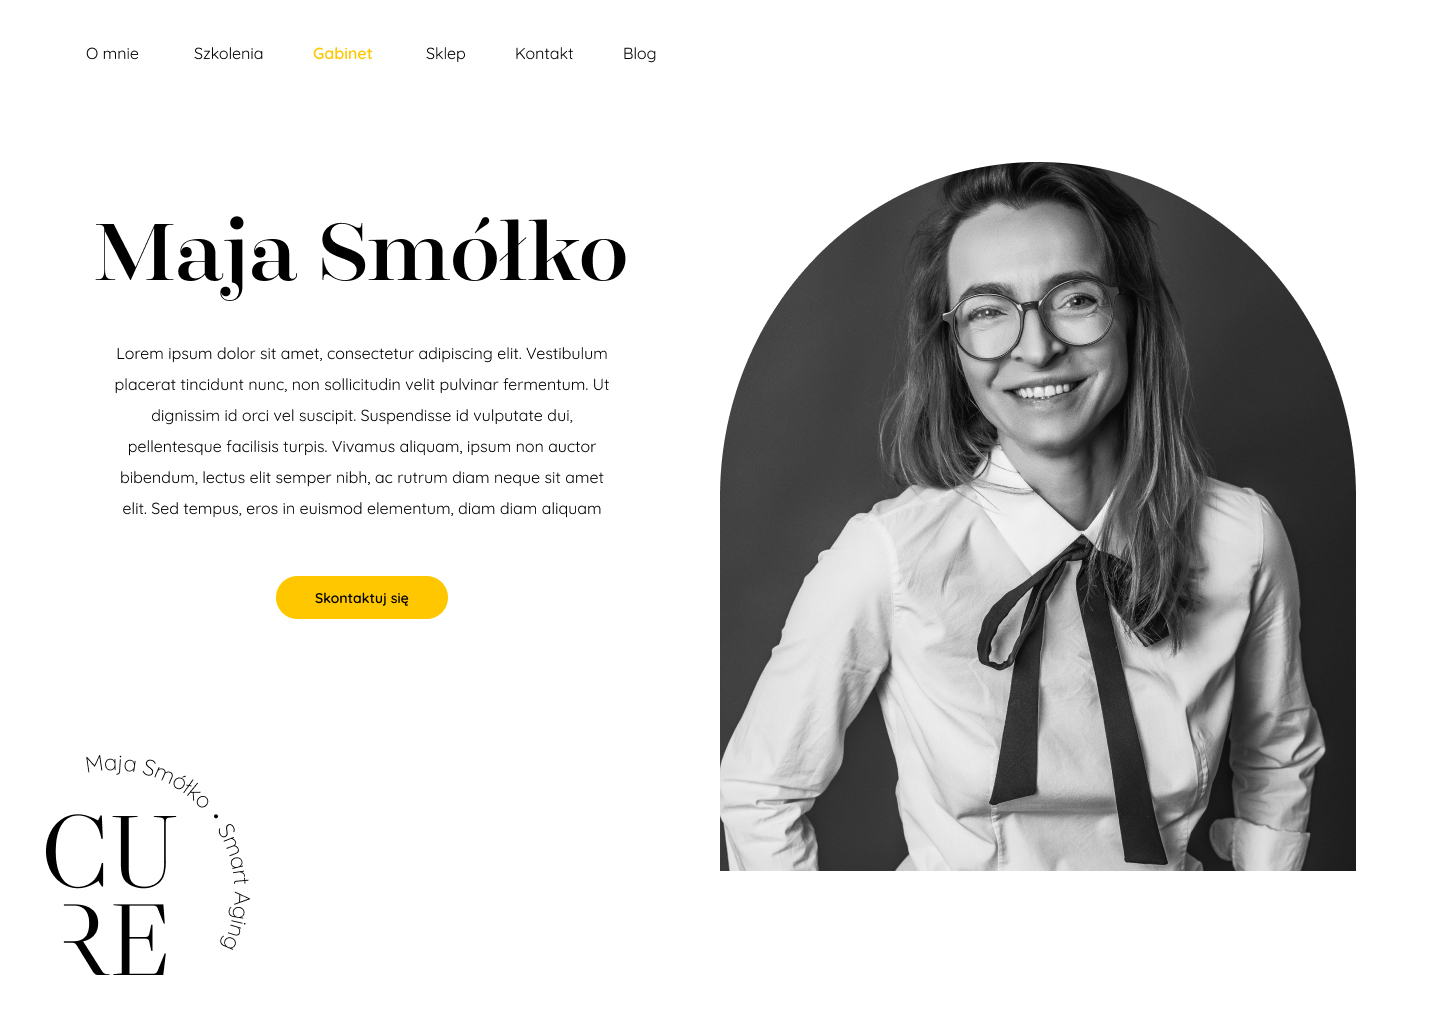 O mnie Szkolenia Gabinet Sklep Kontakt Blog
Maja Smółko
Lorem ipsum dolor sit amet, consectetur adipiscing elit. Vestibulum
placerat tincidunt nunc, non sollicitudin velit pulvinar fermentum. Ut
dignissim id orci vel suscipit. Suspendisse id vulputate dui,
pellentesque facilisis turpis. Vivamus aliquam, ipsum non auctor
bibendum, lectus elit semper nibh, ac rutrum diam neque sit amet
elit. Sed tempus, eros in euismod elementum, diam diam aliquam
Skontaktuj się
Maja Smółko • Smart Aging
CU
RE